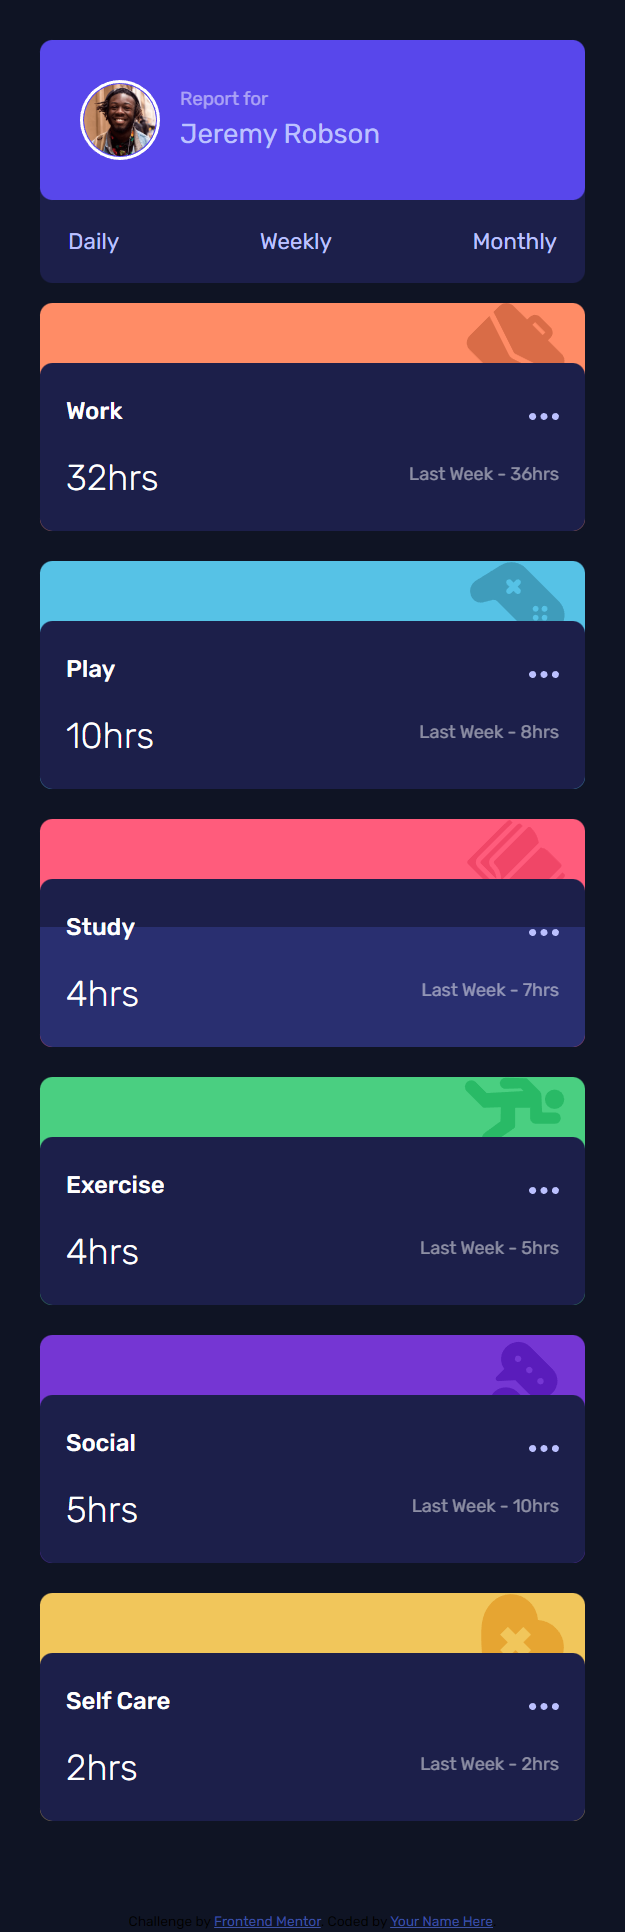 Report for
Jeremy Robson
Daily Weekly Monthly
Work
32hrs Last Week - 36hrs
Play
10hrs Last Week - 8hrs
Study
4hrs Last Week - 7hrs
Exercise
4hrs Last Week - 5hrs
Social
5hrs Last Week - 10hrs
Self Care
2hrs Last Week - 2hrs
Challenge by Frontend Mentor. Coded by Your Name Here